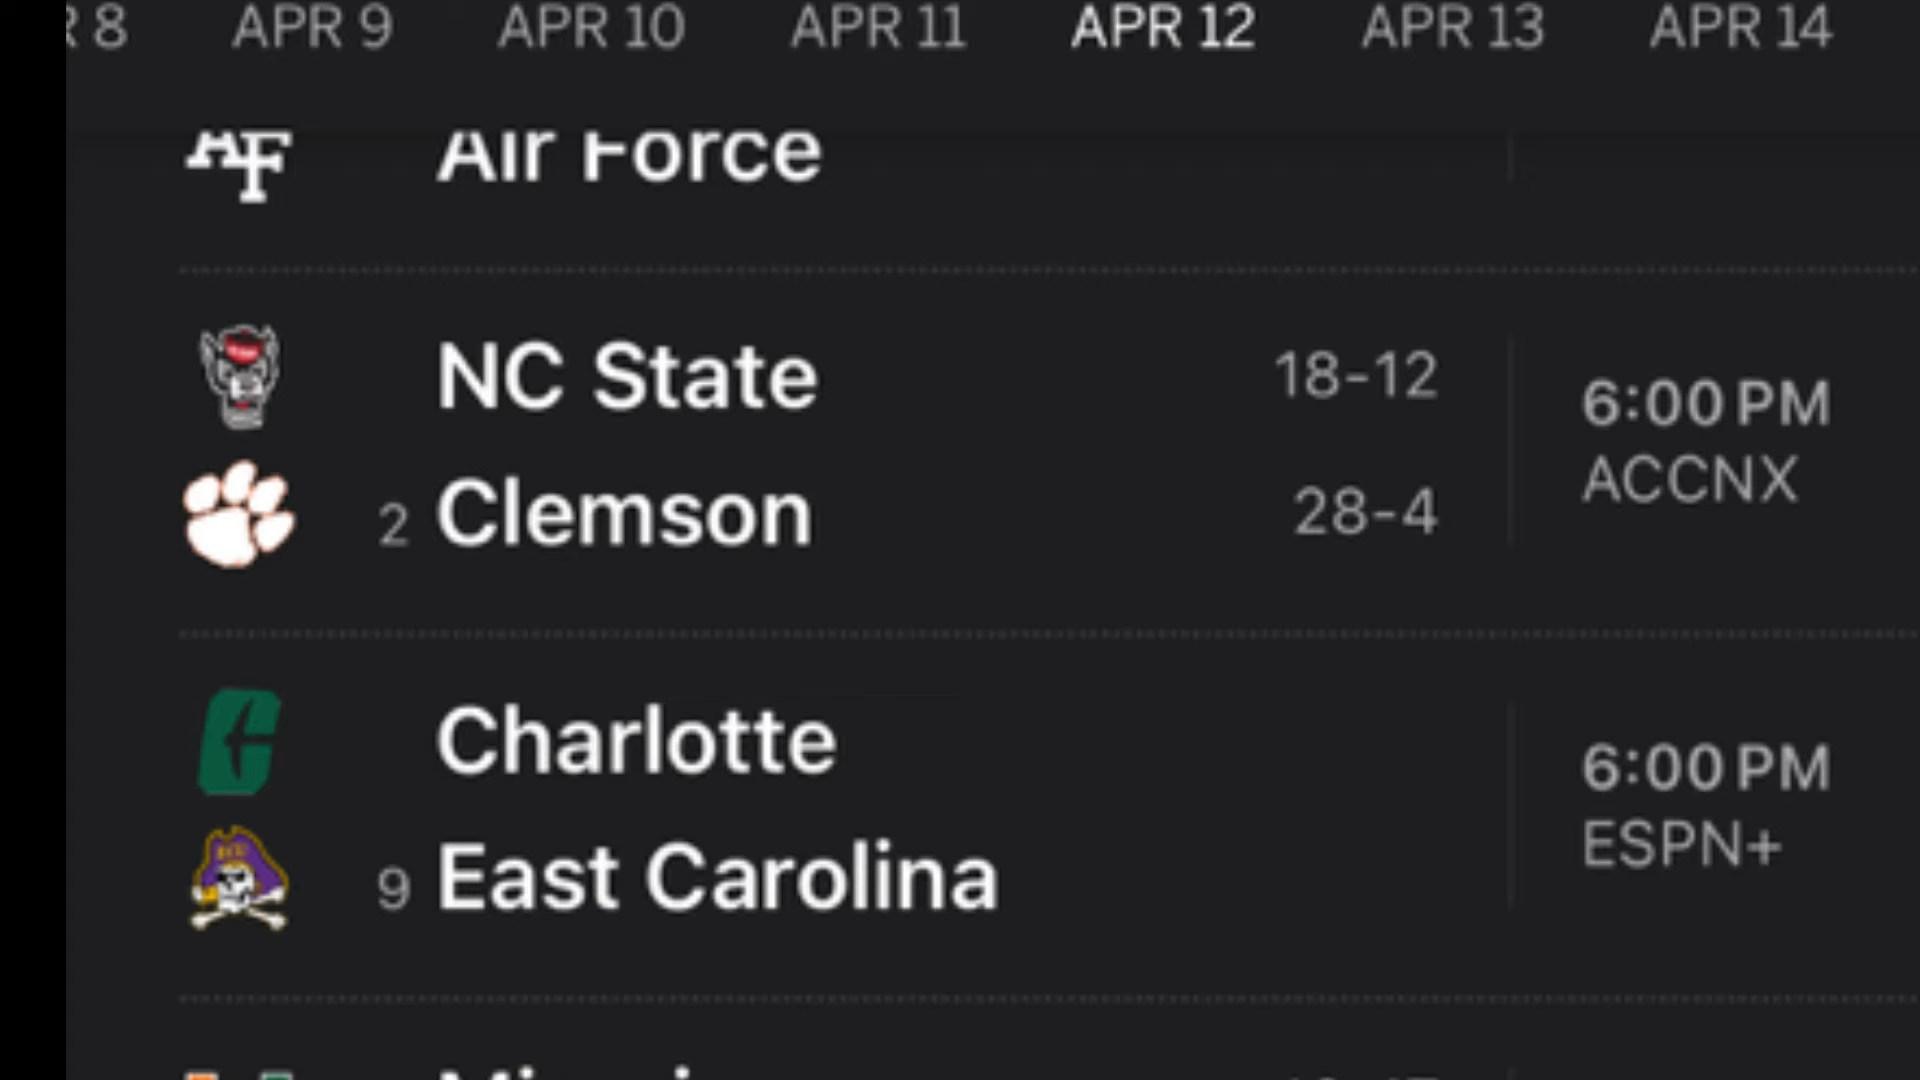 8 APR 9 APR 10 APR 11 APR 12 APR 13 APR 14
Air Force
NC State 18-12
6:00 PM
ACCNX
2 Clemson 28-4
Charlotte
6:00 PM
ESPN+
9 East Carolina